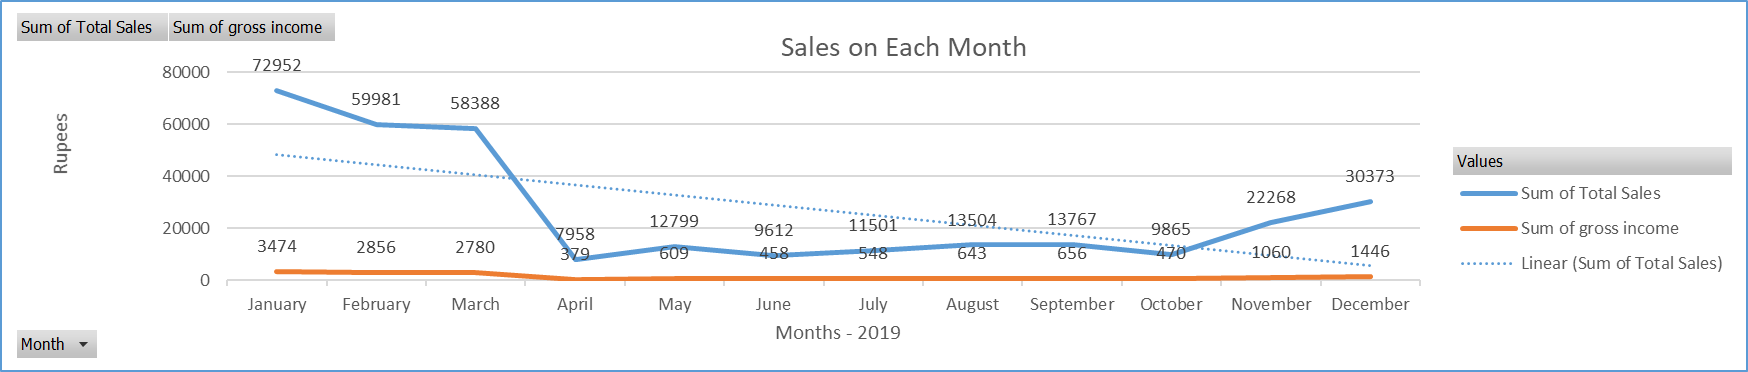 Sum of Total Sales Sum of gross income
Sales on Each Month
Rupees
80000
60000
40000
20000
0
72952 59981 58388 7958 12799 9612 11501 13504 13767 9865 22268 30373
3474 2856 2780 379 609 458 548 643 656 470 1060 1446
January February March April May June July August September October November December
Months - 2019
Values
Sum of Total Sales
Sum of gross income
Linear (Sum of Total Sales)
Month